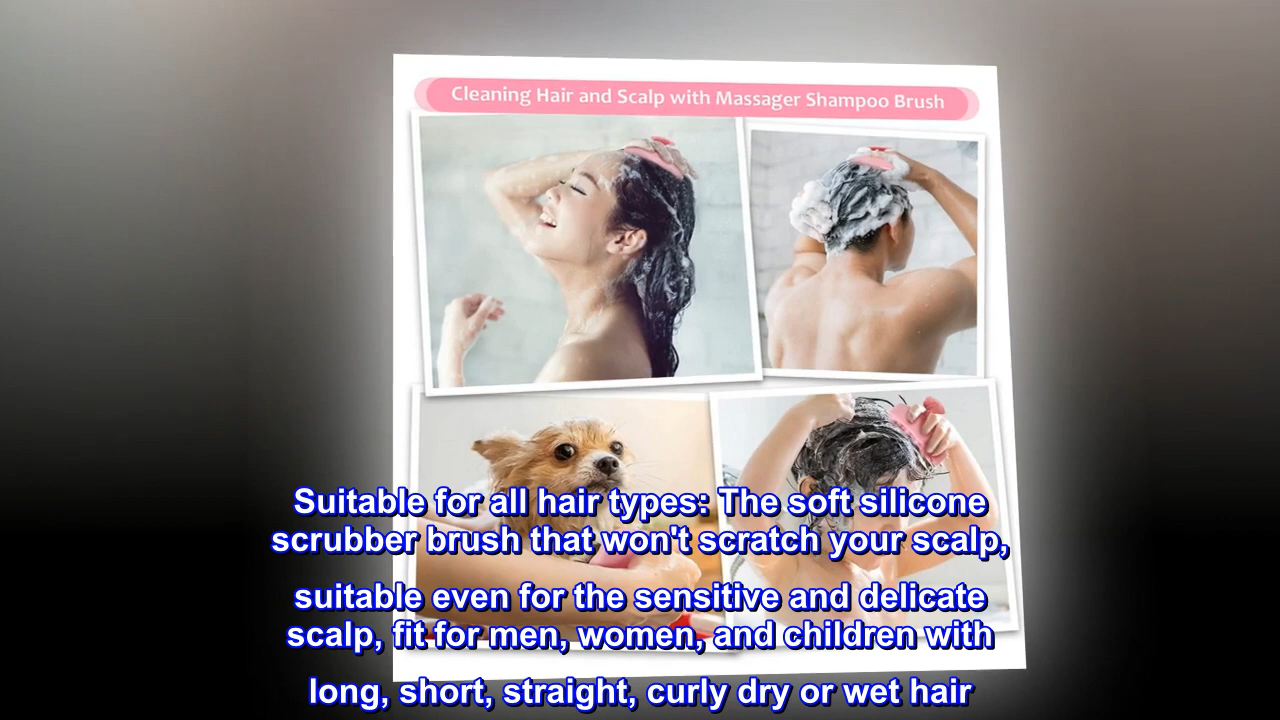 Cleaning Hair and Scalp with Massager Shampoo Brush
Suitable for all hair types: The soft silicone
scrubber brush that won't scratch your scalp,
suitable even for the sensitive and delicate
scalp, fit for men, women, and children with
long, short, straight, curly dry or wet hair